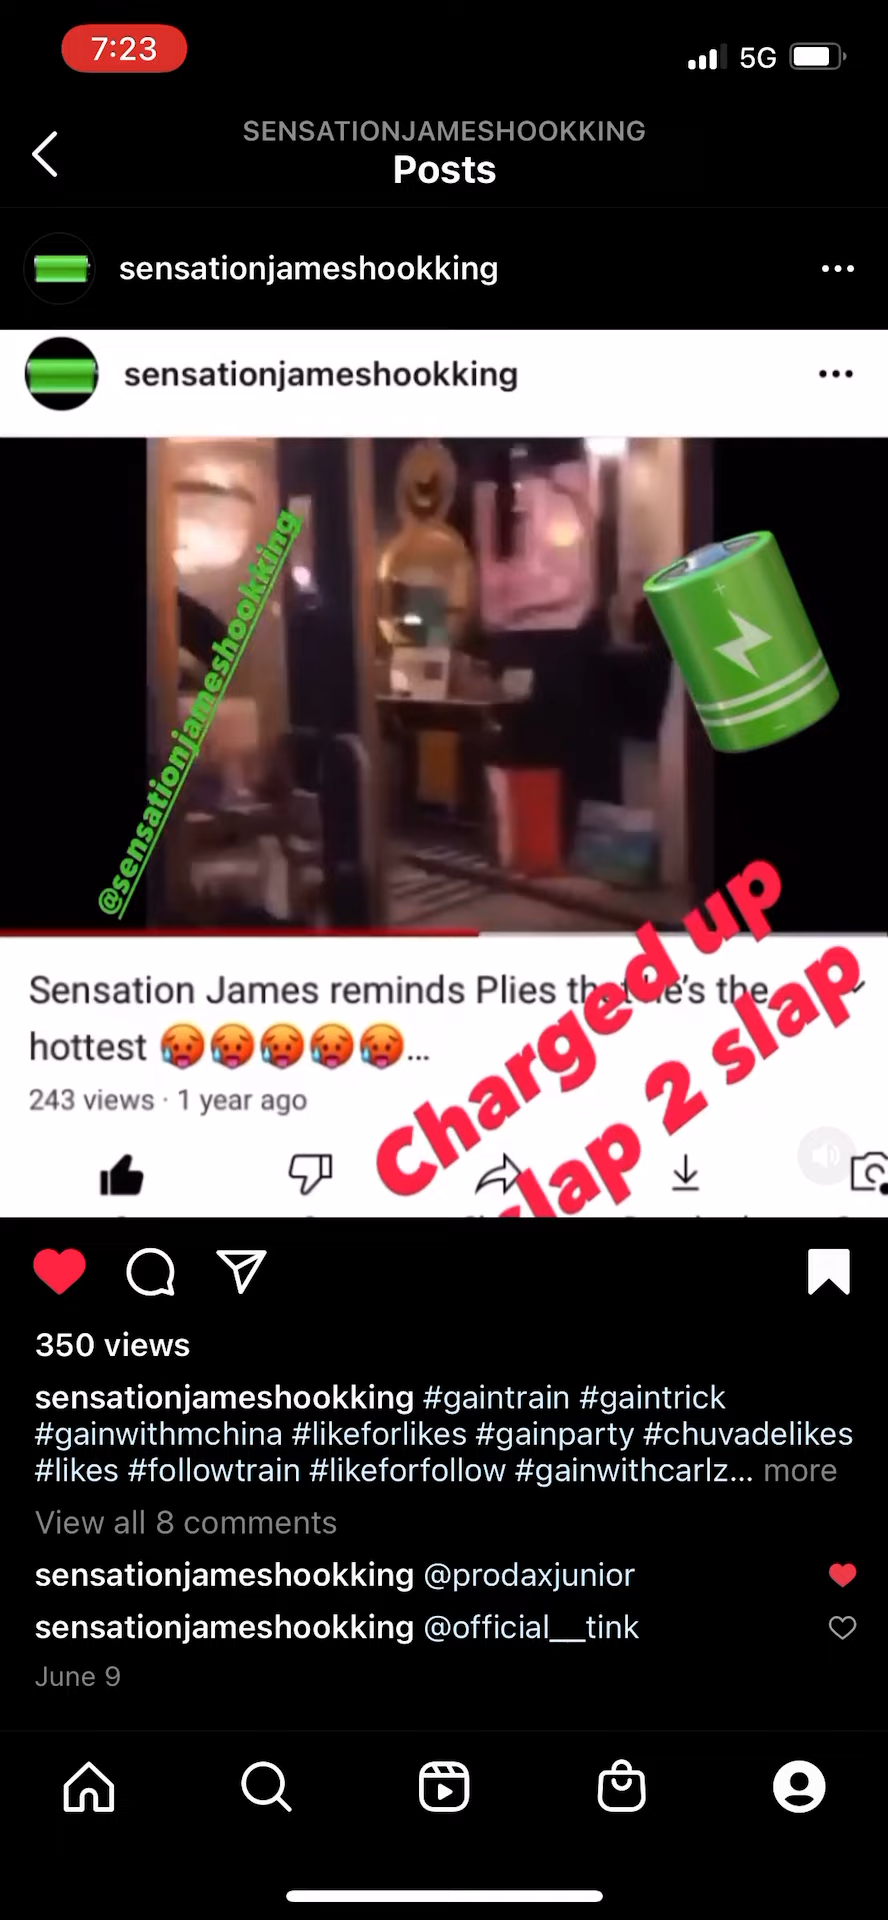 7:23
5G
SENSATIONJAMESHOOKKING
Posts
sensationjameshookking
sensationjameshookking
@sensationjameshookking
Sensation James reminds Plies that he's the
hottest 🥵🥵🥵🥵🥵...
243 views · 1 year ago
Charged up
slap 2 slap
350 views
sensationjameshookking #gaintrain #gaintrick
#gainwithmchina #likeforlikes #gainparty #chuvadelikes
#likes #followtrain #likeforfollow #gainwithcarlz... more
View all 8 comments
sensationjameshookking @prodaxjunior
sensationjameshookking @official__tink
June 9